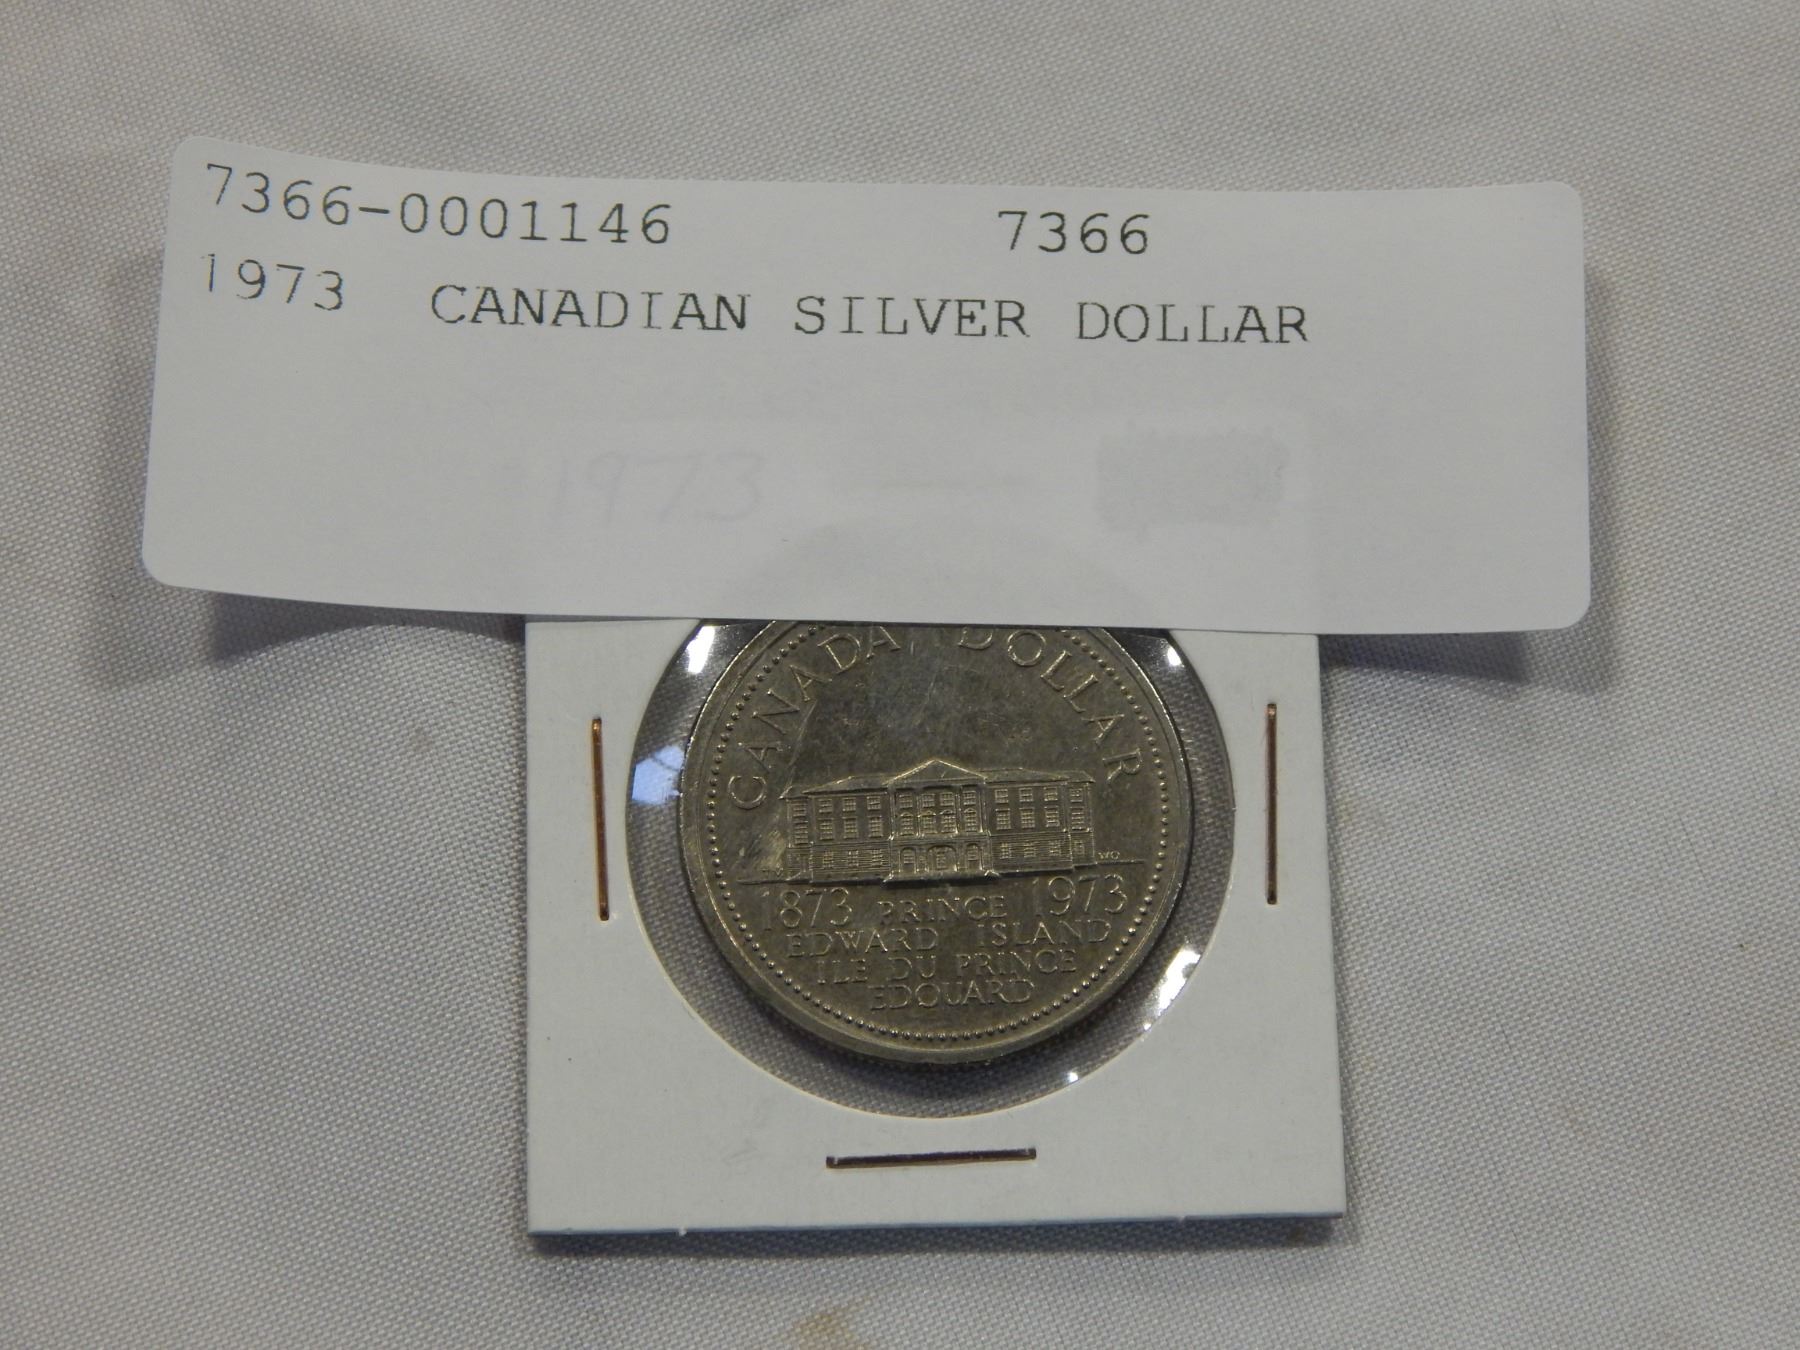 7366-0001146 7366
1973 CANADIAN SILVER DOLLAR
1973
CANADA DOLLAR
WO
1873 PRINCE 1973
EDWARD ISLAND
ILE DU PRINCE
EDOUARD